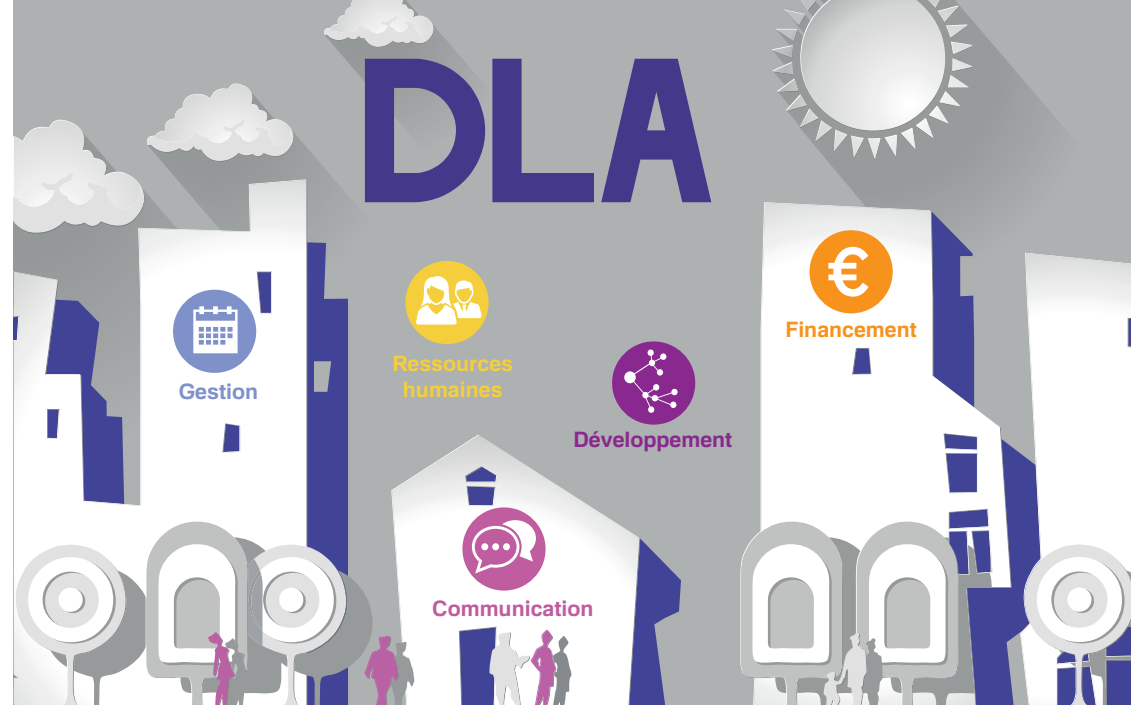 DLA
Gestion
Ressources
humaines
Développement
Financement
Communication